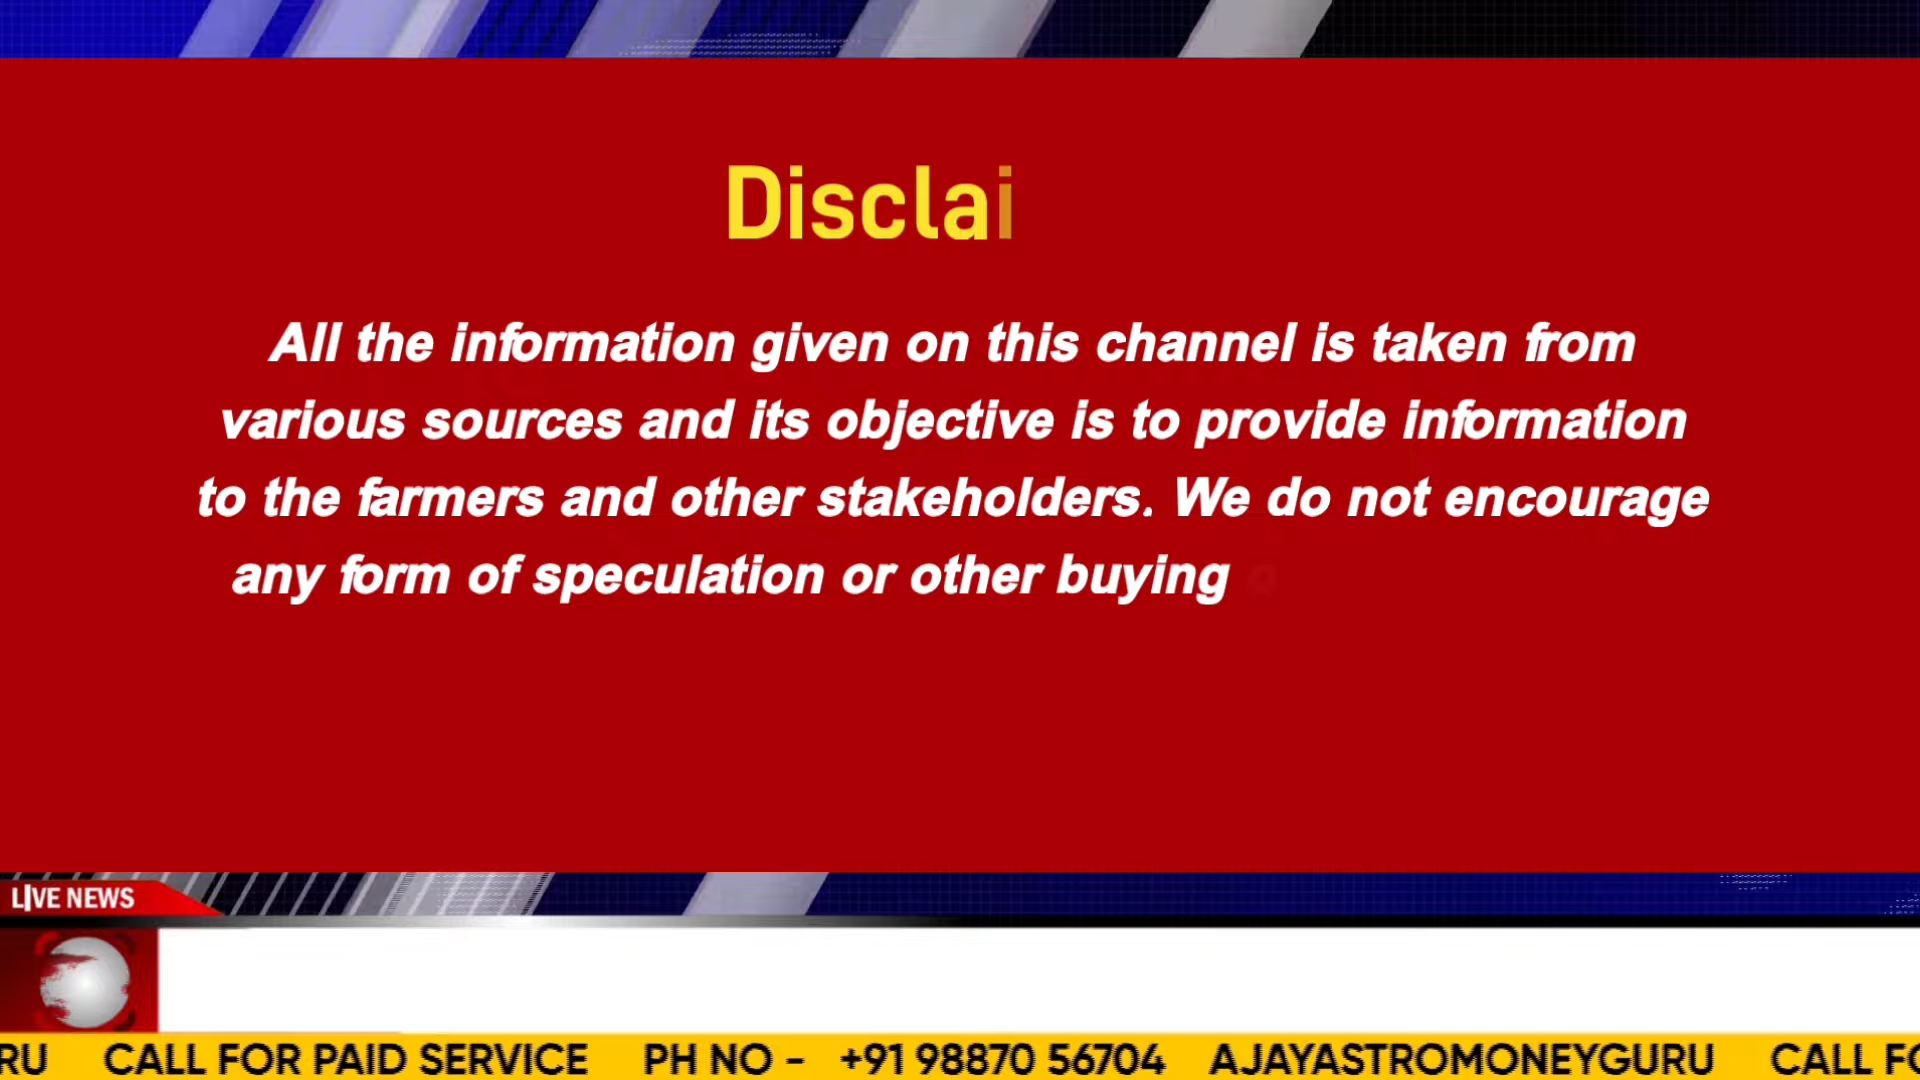 Disclai
All the information given on this channel is taken from
various sources and its objective is to provide information
to the farmers and other stakeholders. We do not encourage
any form of speculation or other buying
LIVE NEWS
RU CALL FOR PAID SERVICE PH NO - +91 98870 56704 AJAYASTROMONEYGURU CALL FO